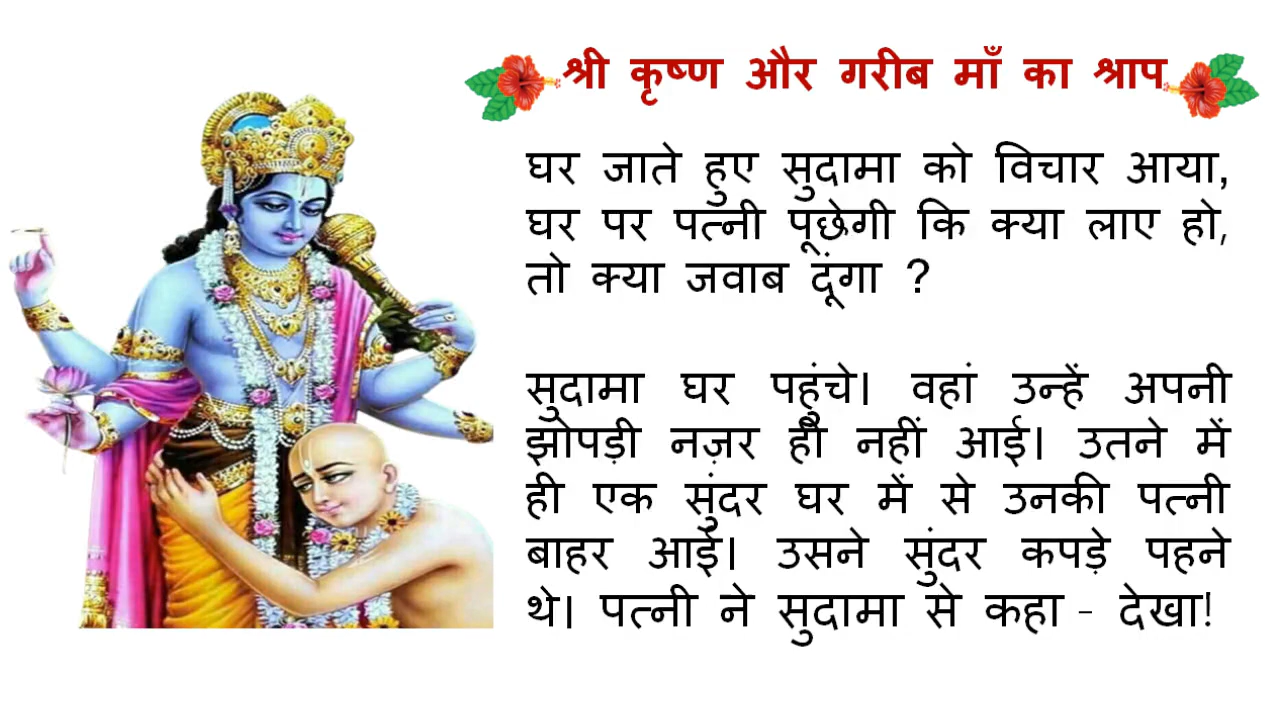 श्री कृष्ण और गरीब माँ का श्राप
घर जाते हुए सुदामा को विचार आया,
घर पर पत्नी पूछेगी कि क्या लाए हो,
तो क्या जवाब दूंगा ?
सुदामा घर पहुंचे। वहां उन्हें अपनी
झोपड़ी नज़र ही नहीं आई। उतने में
ही एक सुंदर घर में से उनकी पत्नी
बाहर आई। उसने सुंदर कपड़े पहने
थे। पत्नी ने सुदामा से कहा - देखा!